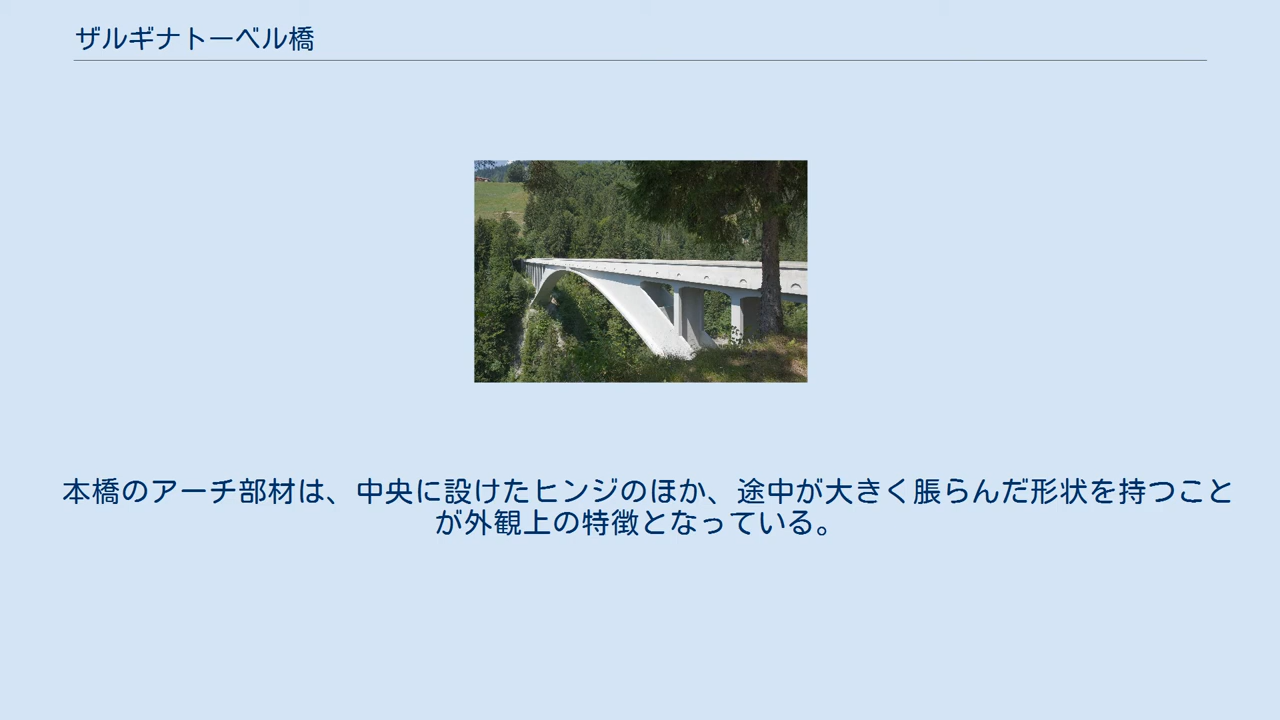 ザルギナトーベル橋
本橋のアーチ部材は、中央に設けたヒンジのほか、途中が大きく脹らんだ形状を持つこと
が外観上の特徴となっている。